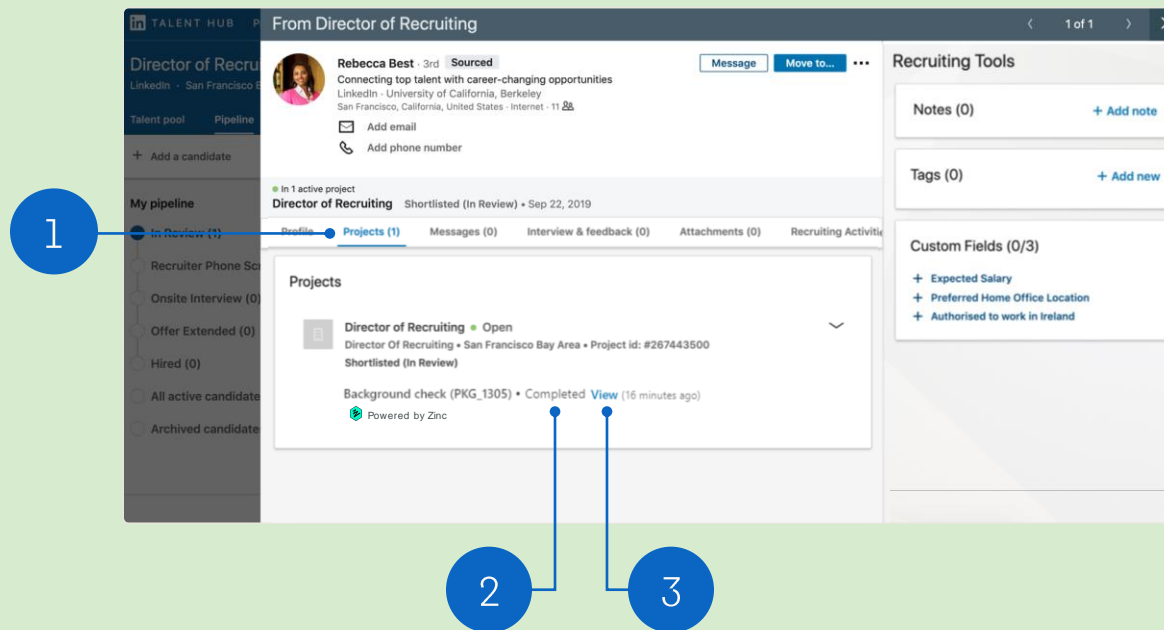 in TALENT HUB P
From Director of Recruiting
1 of 1
Director of Recru
LinkedIn · San Francisco B
Talent pool Pipeline
+ Add a candidate
My pipeline
In Review (1)
Recruiter Phone Scr
Onsite Interview (0)
Offer Extended (0)
Hired (0)
All active candidate
Archived candidate
Rebecca Best · 3rd Sourced
Connecting top talent with career-changing opportunities
LinkedIn · University of California, Berkeley
San Francisco, California, United States · Internet · 11
Add email
Add phone number
Message Move to... •••
In 1 active project
Director of Recruiting Shortlisted (In Review) • Sep 22, 2019
Profile Projects (1) Messages (0) Interview & feedback (0) Attachments (0) Recruiting Activitie
Projects
Director of Recruiting • Open
Director Of Recruiting • San Francisco Bay Area • Project id: #267443500
Shortlisted (In Review)
Background check (PKG_1305) • Completed View (16 minutes ago)
Powered by Zinc
Recruiting Tools
Notes (0) + Add note
Tags (0) + Add new
Custom Fields (0/3)
+ Expected Salary
+ Preferred Home Office Location
+ Authorised to work in Ireland
1
2
3